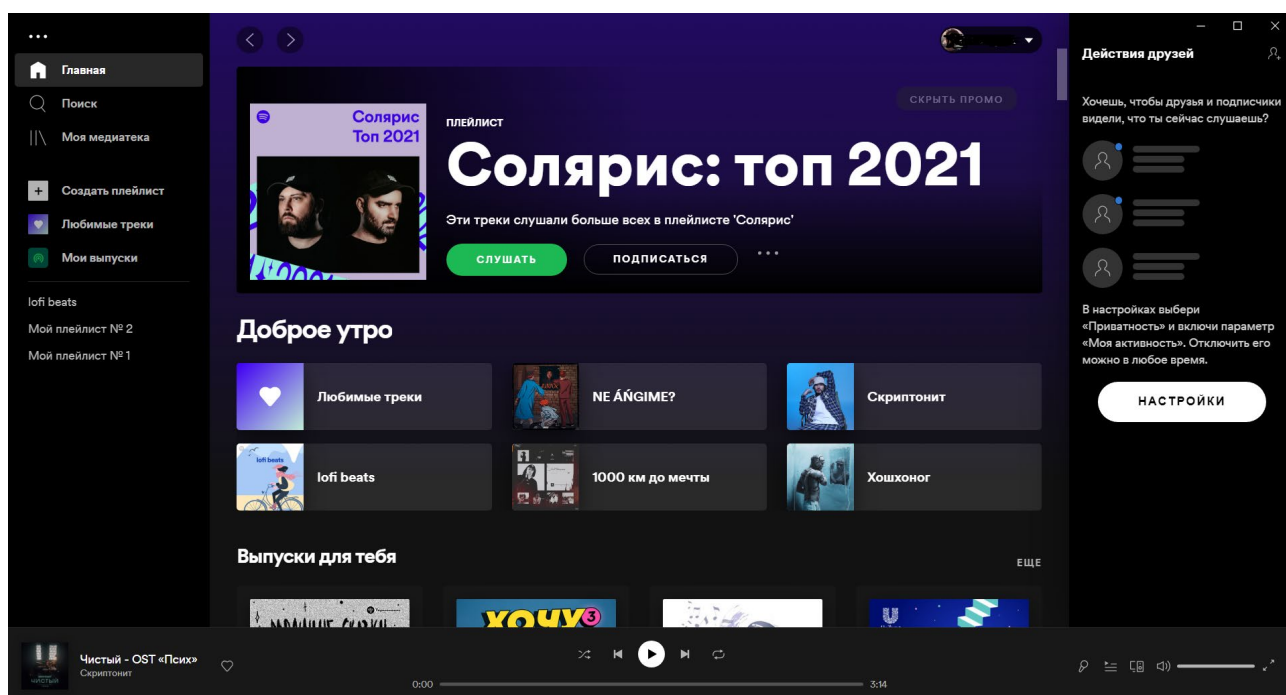 Главная
Поиск
Моя медиатека
Создать плейлист
Любимые треки
Мои выпуски
lofi beats
Мой плейлист № 2
Мой плейлист № 1
СКРЫТЬ ПРОМО
Солярис
Топ 2021
ПЛЕЙЛИСТ
Солярис: топ 2021
Эти треки слушали больше всех в плейлисте 'Солярис'
СЛУШАТЬ
ПОДПИСАТЬСЯ
Доброе утро
Любимые треки
NE ÁŃGIME?
Скриптонит
lofi beats
lofi beats
1000 км до мечты
Хошхоног
Выпуски для тебя
ЕЩЕ
ХОЧУ
3
Действия друзей
Хочешь, чтобы друзья и подписчики
видели, что ты сейчас слушаешь?
В настройках выбери
«Приватность» и включи параметр
«Моя активность». Отключить его
можно в любое время.
НАСТРОЙКИ
ЧИСТЫЙ
Чистый - OST «Псих»
Скриптонит
0:00
3:14